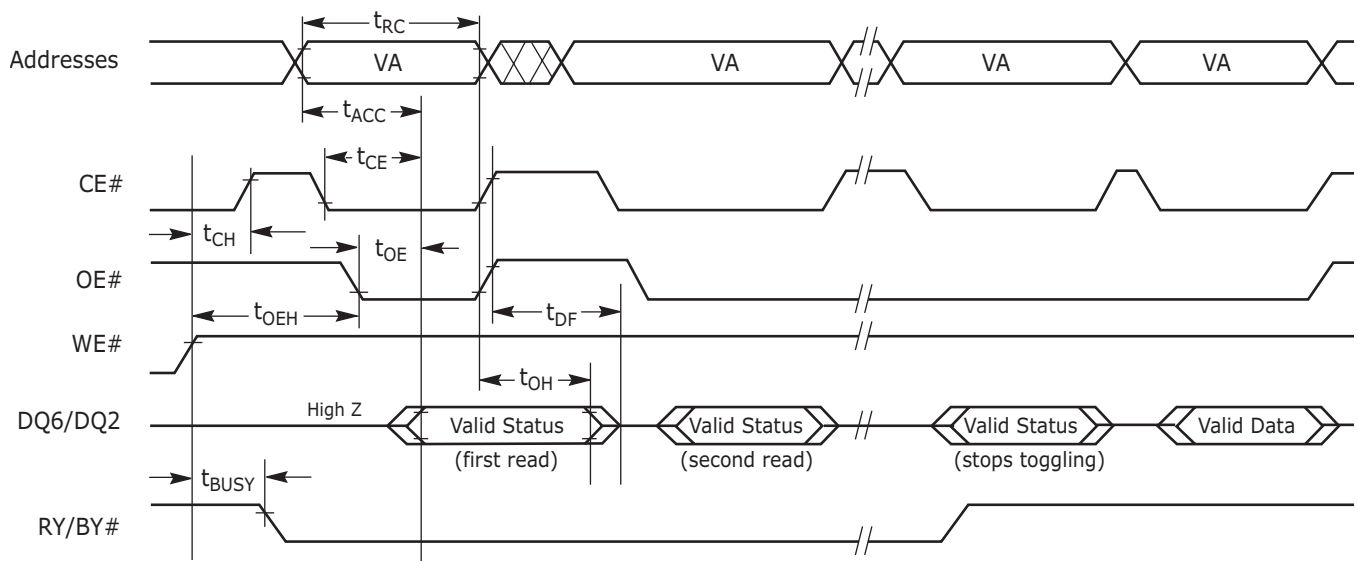 tRC
Addresses VA VA VA VA
tACC
tCE
CE#
tCH tOE
OE#
tOEH tDF
WE#
tOH
High Z
DQ6/DQ2 Valid Status Valid Status Valid Status Valid Data
(first read) (second read) (stops toggling)
tBUSY
RY/BY#